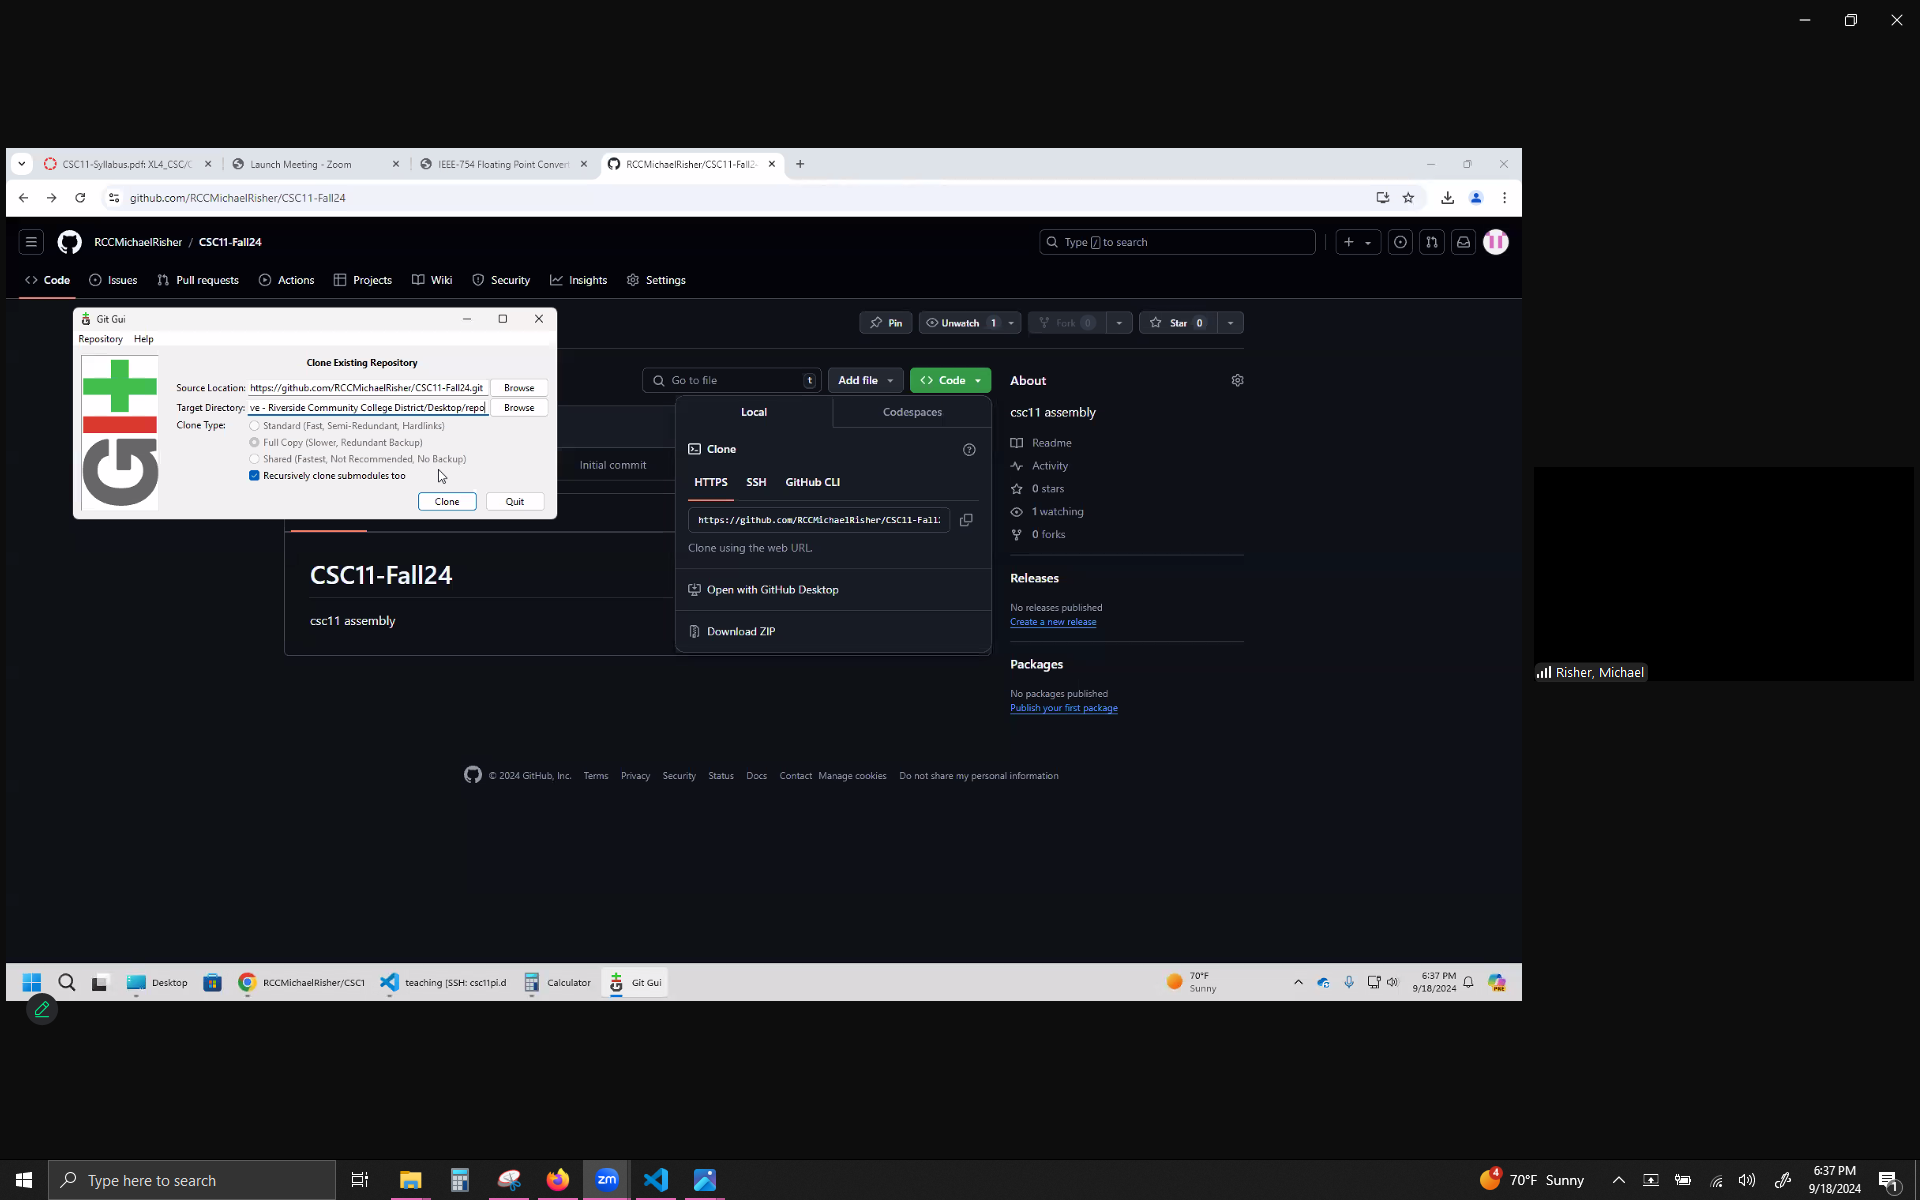 CSC11-Syllabus.pdf: XL4_CSC/C
Launch Meeting - Zoom
IEEE-754 Floating Point Convert
RCCMichaelRisher/CSC11-Fall2
github.com/RCCMichaelRisher/CSC11-Fall24
RCCMichaelRisher / CSC11-Fall24
Type / to search
Code
Issues
Pull requests
Actions
Projects
Wiki
Security
Insights
Settings
Git Gui
Repository Help
Clone Existing Repository
Source Location: https://github.com/RCCMichaelRisher/CSC11-Fall24.git Browse
Target Directory: ve - Riverside Community College District/Desktop/repo Browse
Clone Type: Standard (Fast, Semi-Redundant, Hardlinks)
Full Copy (Slower, Redundant Backup)
Shared (Fastest, Not Recommended, No Backup)
Recursively clone submodules too
Clone Quit
Pin
Unwatch 1
Fork 0
Star 0
Go to file t
Add file
Code
Local
Codespaces
Clone
HTTPS SSH GitHub CLI
https://github.com/RCCMichaelRisher/CSC11-Fall
Clone using the web URL.
Open with GitHub Desktop
Download ZIP
Initial commit
CSC11-Fall24
csc11 assembly
About
csc11 assembly
Readme
Activity
0 stars
1 watching
0 forks
Releases
No releases published
Create a new release
Packages
No packages published
Publish your first package
© 2024 GitHub, Inc. Terms Privacy Security Status Docs Contact Manage cookies Do not share my personal information
Risher, Michael
Desktop
RCCMichaelRisher/CSC1
teaching [SSH: csc11pi.d
Calculator
Git Gui
70°F
Sunny
6:37 PM
9/18/2024
PRE
Type here to search
zm
4
70°F Sunny
6:37 PM
9/18/2024
1